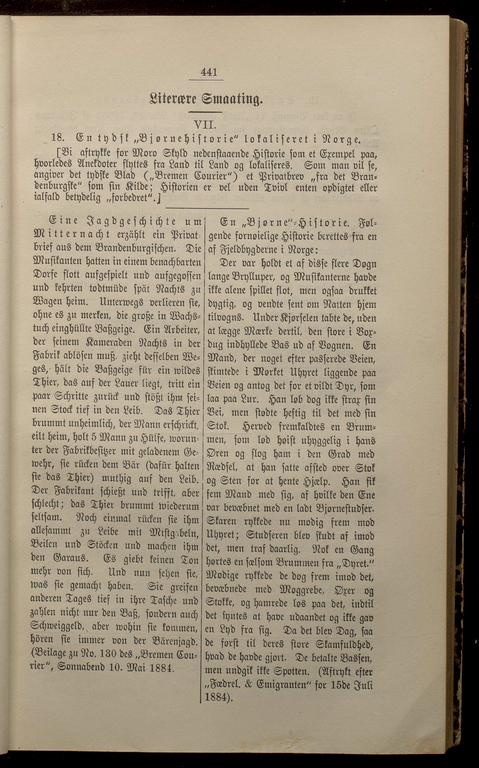 441
Literære Smaating.
VII.
18. En tydsk „Bjørnehistorie“ lokaliseret i Norge.
[Vi aftrykke for Moro Skyld nedenstaaende Historie som et Exempel paa,
hvorledes Anekdoter flyttes fra Land til Land og lokaliseres. Som man vil se,
angiver det tydske Blad („Bremen Courier“) et Privatbrev „fra det Bran-
denburgske“ som sin Kilde; Historien er vel uden Tvivl enten opdigtet eller
ialfald betydelig „forbedret“.]
Eine Jagdgeschichte um
Mitternacht erzählt ein Privat-
brief aus dem Brandenburgischen. Die
Musikanten hatten in einem benachbarten
Dorfe flott aufgespielt und aufgegossen
und kehrten todtmüde spät Nachts zu
Wagen heim. Unterwegs verlieren sie,
ohne es zu merken, die große in Wachs-
tuch einghüllte Baßgeige. Ein Arbeiter,
der seinem Kameraden Nachts in der
Fabrik ablösen muß, zieht desselben We-
ges, hält die Baßgeige für ein wildes
Thier, das auf der Lauer liegt, tritt ein
paar Schritte zurück und stößt ihm sei-
nen Stock tief in den Leib. Das Thier
brummt unheimlich, der Mann erschrickt,
eilt heim, holt 5 Mann zu Hülfe, worun-
ter der Fabrikbesitzer mit geladenem Ge-
wehr, sie rücken dem Bär (dafür halten
sie das Thier) muthig auf den Leib.
Der Fabrikant schießt und trifft, aber
schlecht; das Thier brummt wiederum
seltsam. Noch einmal rücken sie ihm
allesammt zu Leibe mit Mistgabeln,
Beilen und Stöcken und machen ihm
den Garaus. Es giebt keinen Ton
mehr von sich. Und nun sehen sie,
was sie gemacht haben. Sie greifen
anderen Tages tief in ihre Tasche und
zahlen nicht nur den Baß, sondern auch
Schweiggeld, aber wohin sie kommen,
hören sie immer von der Bärenjagd.
(Beilage zu No. 130 des „Bremen Cou-
rier“, Sonnabend 10. Mai 1884.
En „Bjørne“-Historie. Føl-
gende fornøielige Historie berettes fra en
af Fjeldbygderne i Norge:
Der var holdt et af disse flere Døgn
lange Brylluper, og Musikanterne havde
ikke alene spillet flot, men ogsaa drukket
dygtig, og vendte sent om Natten hjem
tilvogns. Under Kjørselen tabte de, uden
at lægge Mærke dertil, den store i Vox-
dug indhyllede Bas ud af Vognen. En
Mand, der noget efter passerede Veien,
skimtede i Mørket Uhyret liggende paa
Veien og antog det for et vildt Dyr, som
laa paa Lur. Han løb dog ikke strax sin
Vei, men stødte heftig til det med sin
Stok. Herved fremkaldtes en Brum-
men, som lød høist uhyggelig i hans
Øren og slog ham i den Grad med
Rædsel, at han satte afsted over Stok
og Sten for at hente Hjælp. Han fik
fem Mand med sig, af hvilke den Ene
var bevæbnet med en ladt Bjørnestudser.
Skaren rykkede nu modig frem mod
Uhyret; Studseren blev skudt af imod
det, men traf daarlig. Nok en Gang
hørtes en sælsom Brummen fra „Dyret.“
Modige rykkede de dog frem imod det,
bevæbnede med Møggrebe, Øxer og
Stokke, og hamrede løs paa det, indtil
det syntes at have udaandet og ikke gav
en Lyd fra sig. Da det blev Dag, saa
de først til deres store Skamfuldhed,
hvad de havde gjort. De betalte Bassen,
men undgik ikke Spotten. (Aftrykt efter
„Fædrel. & Emigranten“ for 15de Juli
1884).